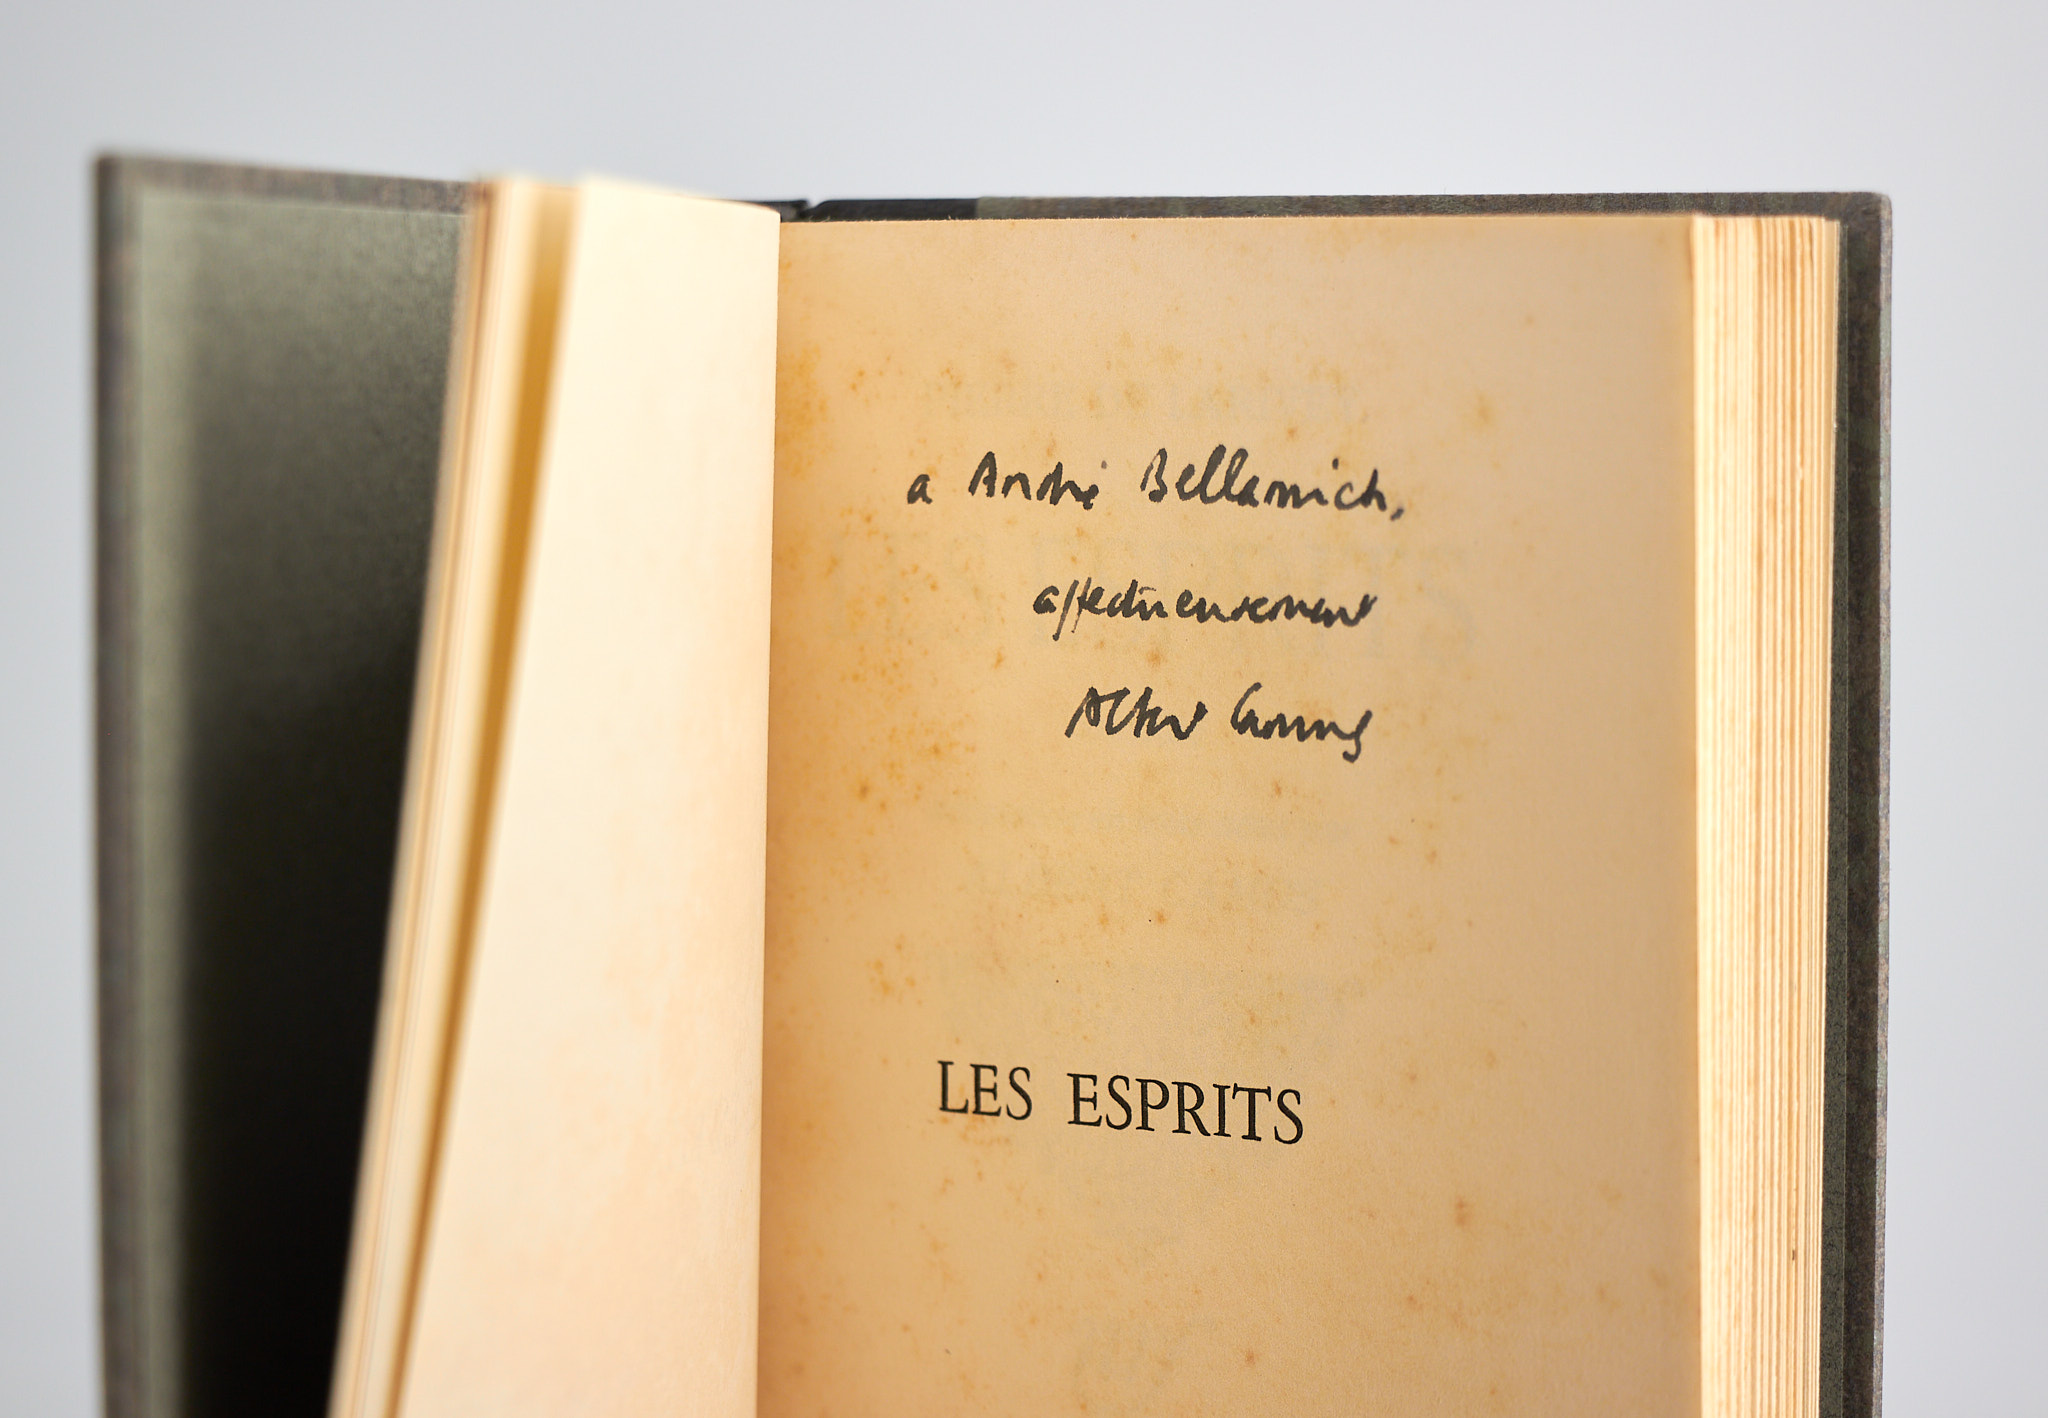 a André Bellamich,
affectueusement
Albert Camus
LES ESPRITS